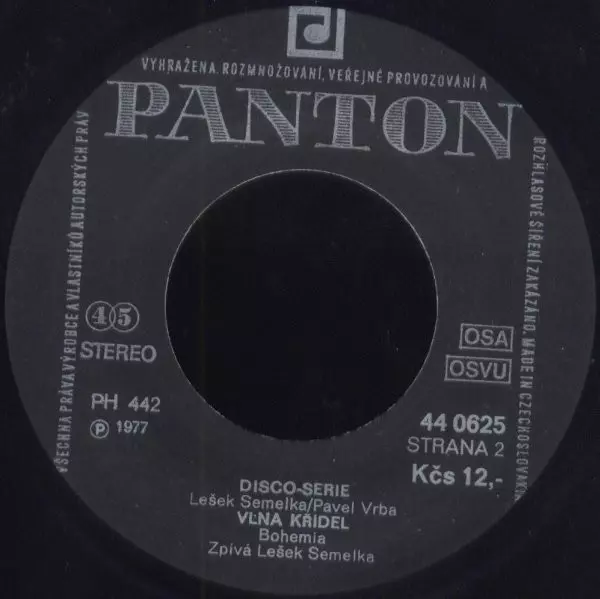 VYHRAŽENA. ROZMNOŽOVÁNÍ, VEŘEJNÉ PROVOZOVÁNÍ A
PANTON
VŠECHNA PRÁVA VÝROBCE A VLASTNÍKŮ AUTORSKÝCH PRÁV
ROZHLASOVÉ ŠÍŘENÍ ZAKÁZÁNO. MADE IN CZECHOSLOVAKIA
45
STEREO
OSA
OSVU
PH 442
℗ 1977
44 0625
STRANA 2
Kčs 12,-
DISCO-SERIE
Lešek Semelka/Pavel Vrba
VLNA KŘÍDEL
Bohemia
Zpívá Lešek Semelka